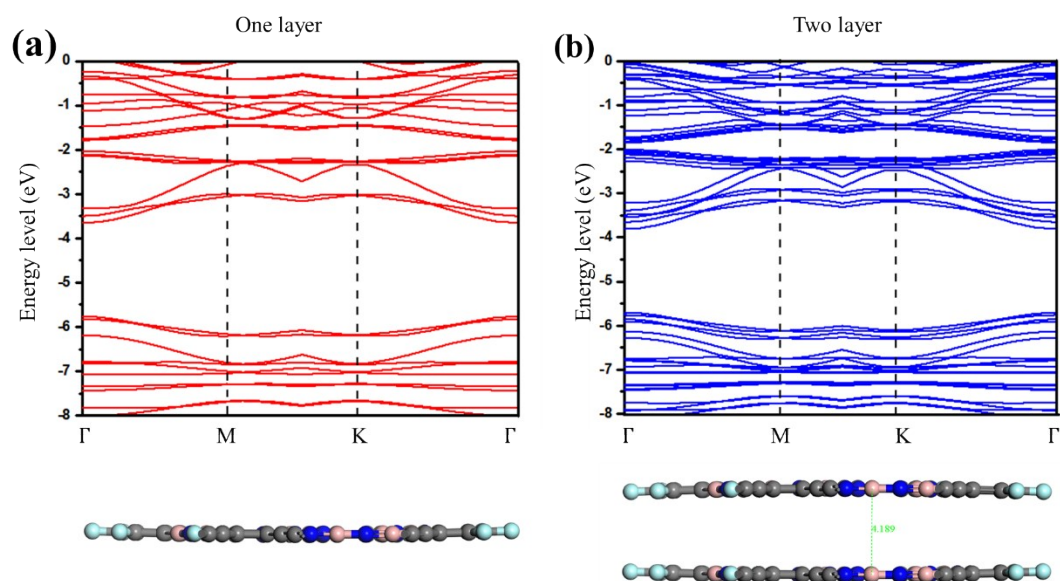 (a)
One layer
Energy level (eV)
0
-1
-2
-3
-4
-5
-6
-7
-8
Γ
M
K
Γ
(b)
Two layer
Energy level (eV)
0
-1
-2
-3
-4
-5
-6
-7
-8
Γ
M
K
Γ
4.189